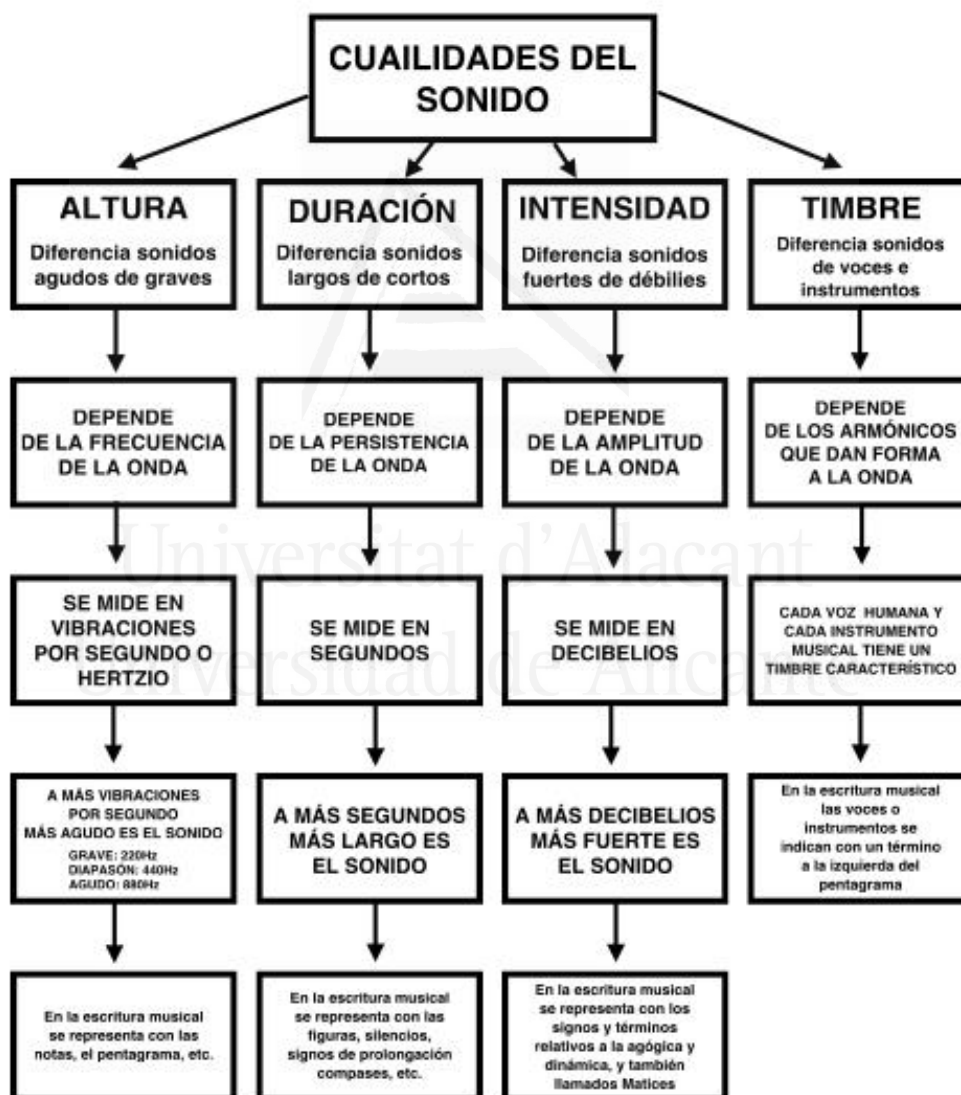 CUAILIDADES DEL
SONIDO
ALTURA
Diferencia sonidos
agudos de graves
DURACIÓN
Diferencia sonidos
largos de cortos
INTENSIDAD
Diferencia sonidos
fuertes de débilies
TIMBRE
Diferencia sonidos
de voces e
instrumentos
DEPENDE
DE LA FRECUENCIA
DE LA ONDA
DEPENDE
DE LA PERSISTENCIA
DE LA ONDA
DEPENDE
DE LA AMPLITUD
DE LA ONDA
DEPENDE
DE LOS ARMÓNICOS
QUE DAN FORMA
A LA ONDA
Universitat d'Alacant
Universidad de Alicante
SE MIDE EN
VIBRACIONES
POR SEGUNDO O
HERTZIO
SE MIDE EN
SEGUNDOS
SE MIDE EN
DECIBELIOS
CADA VOZ HUMANA Y
CADA INSTRUMENTO
MUSICAL TIENE UN
TIMBRE CARACTERÍSTICO
A MÁS VIBRACIONES
POR SEGUNDO
MÁS AGUDO ES EL SONIDO
GRAVE: 220Hz
DIAPASÓN: 440Hz
AGUDO: 880Hz
A MÁS SEGUNDOS
MÁS LARGO ES
EL SONIDO
A MÁS DECIBELIOS
MÁS FUERTE ES
EL SONIDO
En la escritura musical
las voces o
instrumentos se
indican con un término
a la izquierda del
pentagrama
En la escritura musical
se representa con las
notas, el pentagrama, etc.
En la escritura musical
se representa con las
figuras, silencios,
signos de prolongación
compases, etc.
En la escritura musical
se representa con los
signos y términos
relativos a la agógica y
dinámica, y también
llamados Matices